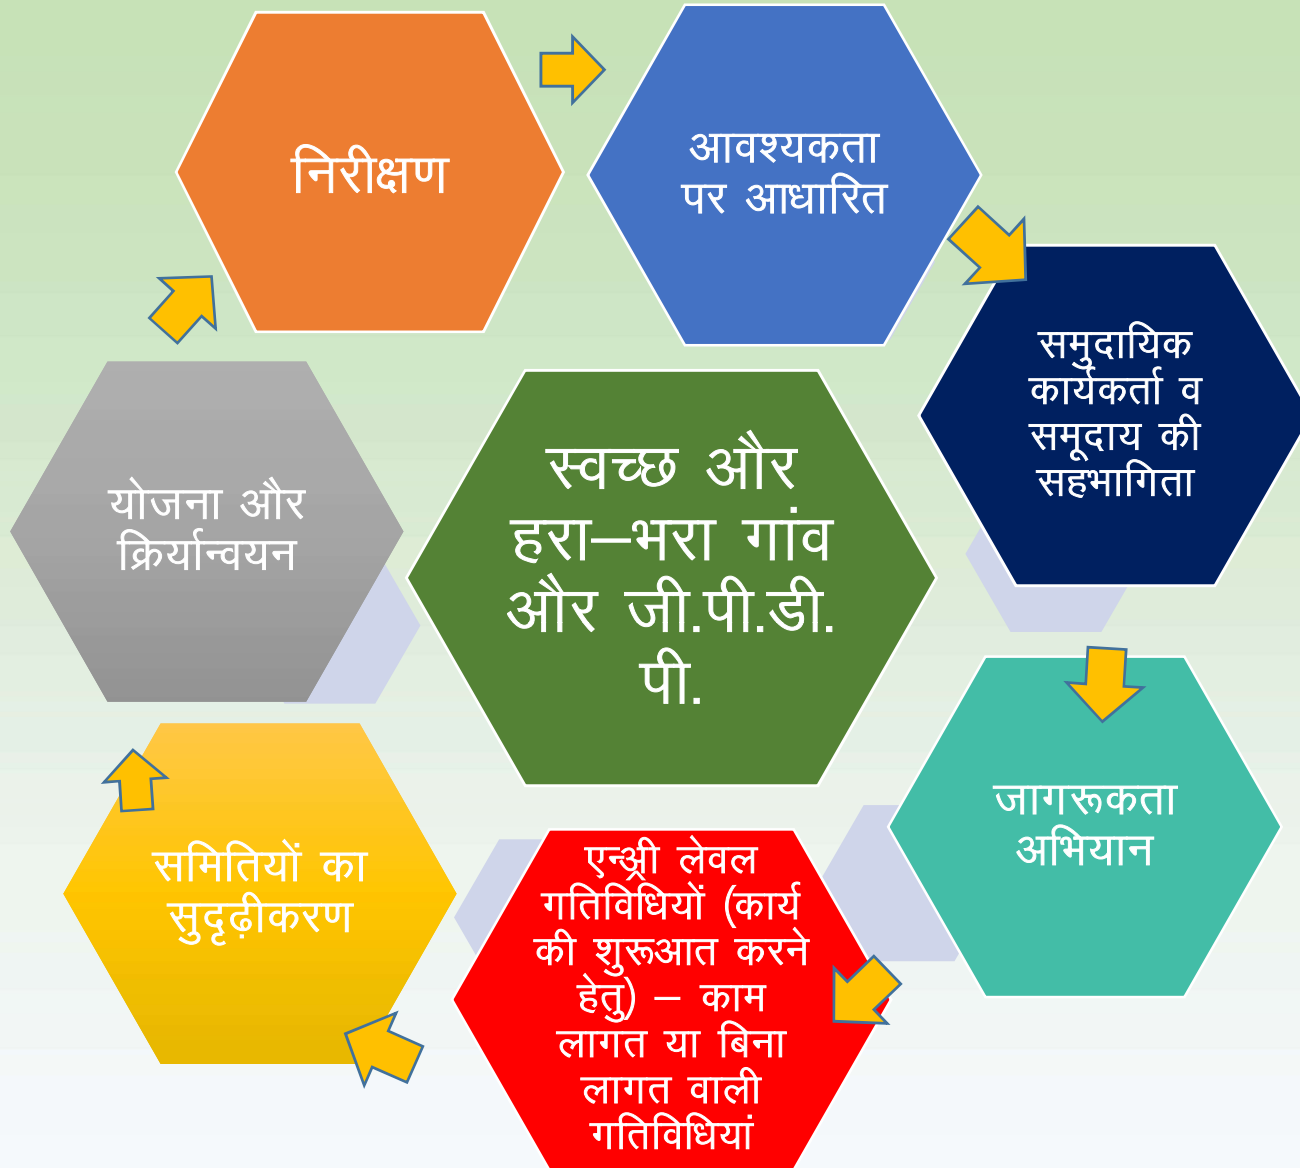 निरीक्षण
आवश्यकता
पर आधारित
समुदायिक
कार्यकर्ता व
समूदाय की
सहभागिता
जागरूकता
अभियान
एन्अ्री लेवल
गतिविधियों (कार्य
की शुरूआत करने
हेतु) – काम
लागत या बिना
लागत वाली
गतिविधियां
समितियों का
सुदृढ़ीकरण
योजना और
क्रिर्यान्वयन
स्वच्छ और
हरा–भरा गांव
और जी.पी.डी.
पी.